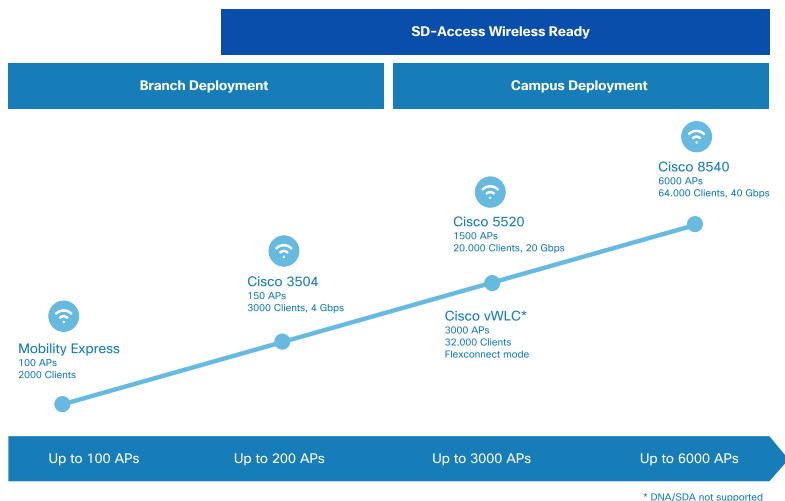 SD-Access Wireless Ready
Branch Deployment
Campus Deployment
Cisco 8540
6000 APs
64.000 Clients, 40 Gbps
Cisco 5520
1500 APs
20.000 Clients, 20 Gbps
Cisco 3504
150 APs
3000 Clients, 4 Gbps
Cisco vWLC*
3000 APs
32.000 Clients
Flexconnect mode
Mobility Express
100 APs
2000 Clients
Up to 100 APs
Up to 200 APs
Up to 3000 APs
Up to 6000 APs
* DNA/SDA not supported